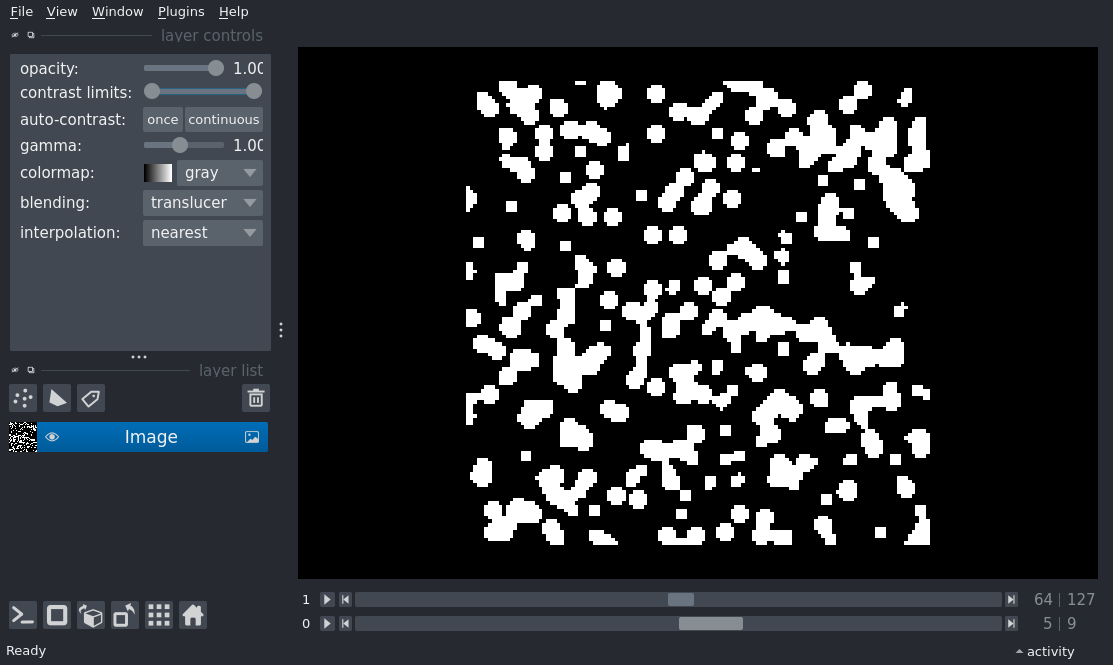 File View Window Plugins Help
layer controls
opacity: 1.00
contrast limits:
auto-contrast: once continuous
gamma: 1.00
colormap: gray
blending: translucer
interpolation: nearest
layer list
Image
1 64 | 127
0 5 | 9
Ready activity